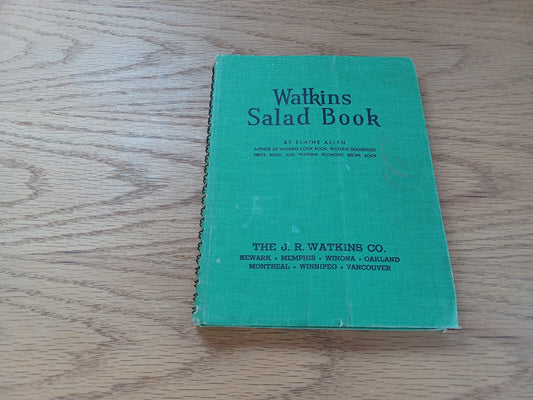 Watkins
Salad Book
BY ELAINE ALLEN
AUTHOR OF WATKINS COOK BOOK, WATKINS HOUSEHOLD
HINTS BOOK AND WATKINS ECONOMY RECIPE BOOK
THE J. R. WATKINS CO.
NEWARK • MEMPHIS • WINONA • OAKLAND
MONTREAL • WINNIPEG • VANCOUVER